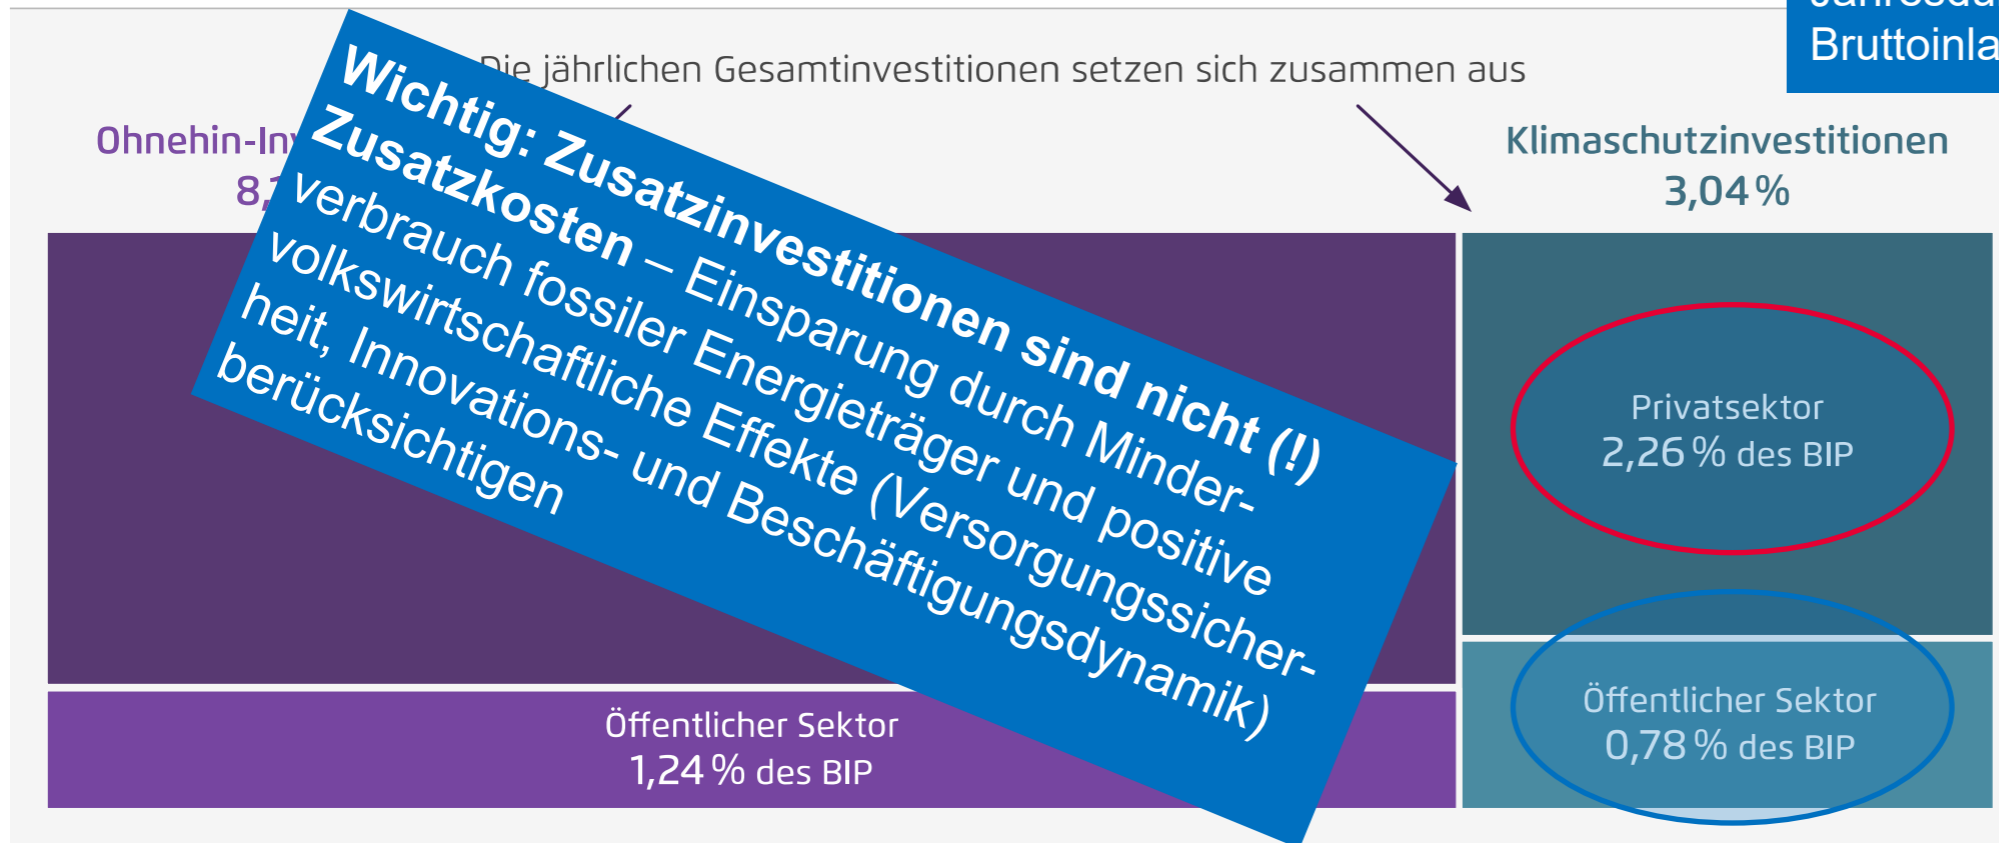 Bruttoinla
Die jährlichen Gesamtinvestitionen setzen sich zusammen aus
Ohnehin-In
8,
Klimaschutzinvestitionen
3,04 %
Wichtig: Zusatzinvestitionen sind nicht (!)
Zusatzkosten – Einsparung durch Minder-
verbrauch fossiler Energieträger und positive
volkswirtschaftliche Effekte (Versorgungssicher-
heit, Innovations- und Beschäftigungsdynamik)
berücksichtigen
Privatsektor
2,26 % des BIP
Öffentlicher Sektor
1,24 % des BIP
Öffentlicher Sektor
0,78 % des BIP